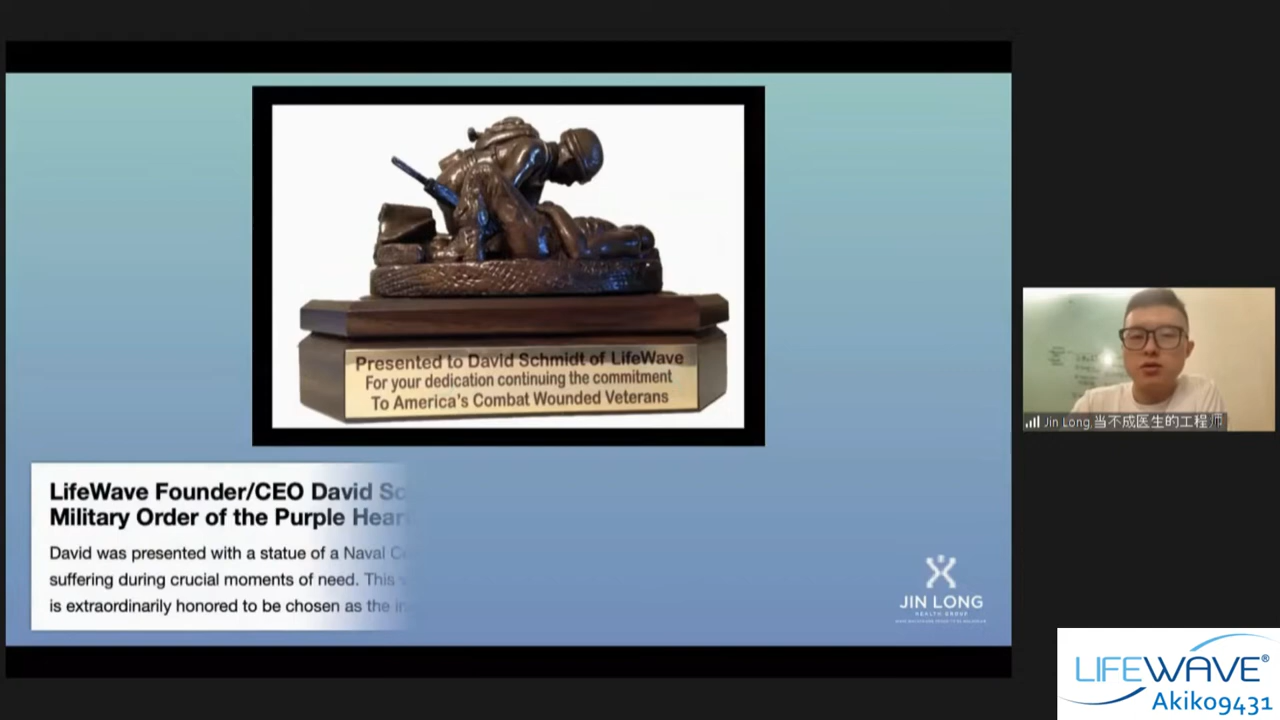 Presented to David Schmidt of LifeWave
For your dedication continuing the commitment
To America's Combat Wounded Veterans
LifeWave Founder/CEO David
Military Order of the Purple Heart
David was presented with a statue of a Naval
suffering during crucial moments of need. This
is extraordinarily honored to be chosen as the
JIN LONG
HEALTH GROUP
Jin Long 当不成医生的工程师
LIFEWAVE®
Akiko9431